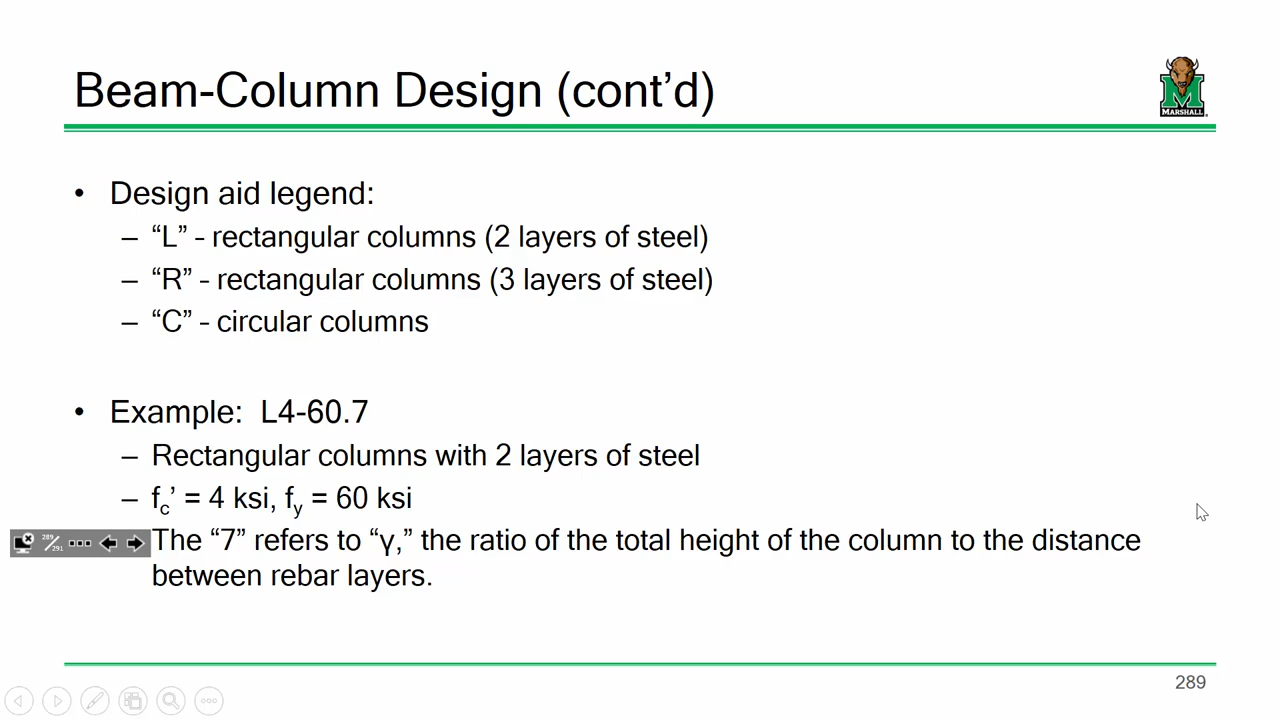 Beam-Column Design (cont’d)
MARSHALL
• Design aid legend:
– “L” - rectangular columns (2 layers of steel)
– “R” - rectangular columns (3 layers of steel)
– “C” - circular columns
• Example: L4-60.7
– Rectangular columns with 2 layers of steel
– fc’ = 4 ksi, fy = 60 ksi
289/291
The “7” refers to “γ,” the ratio of the total height of the column to the distance
between rebar layers.
289